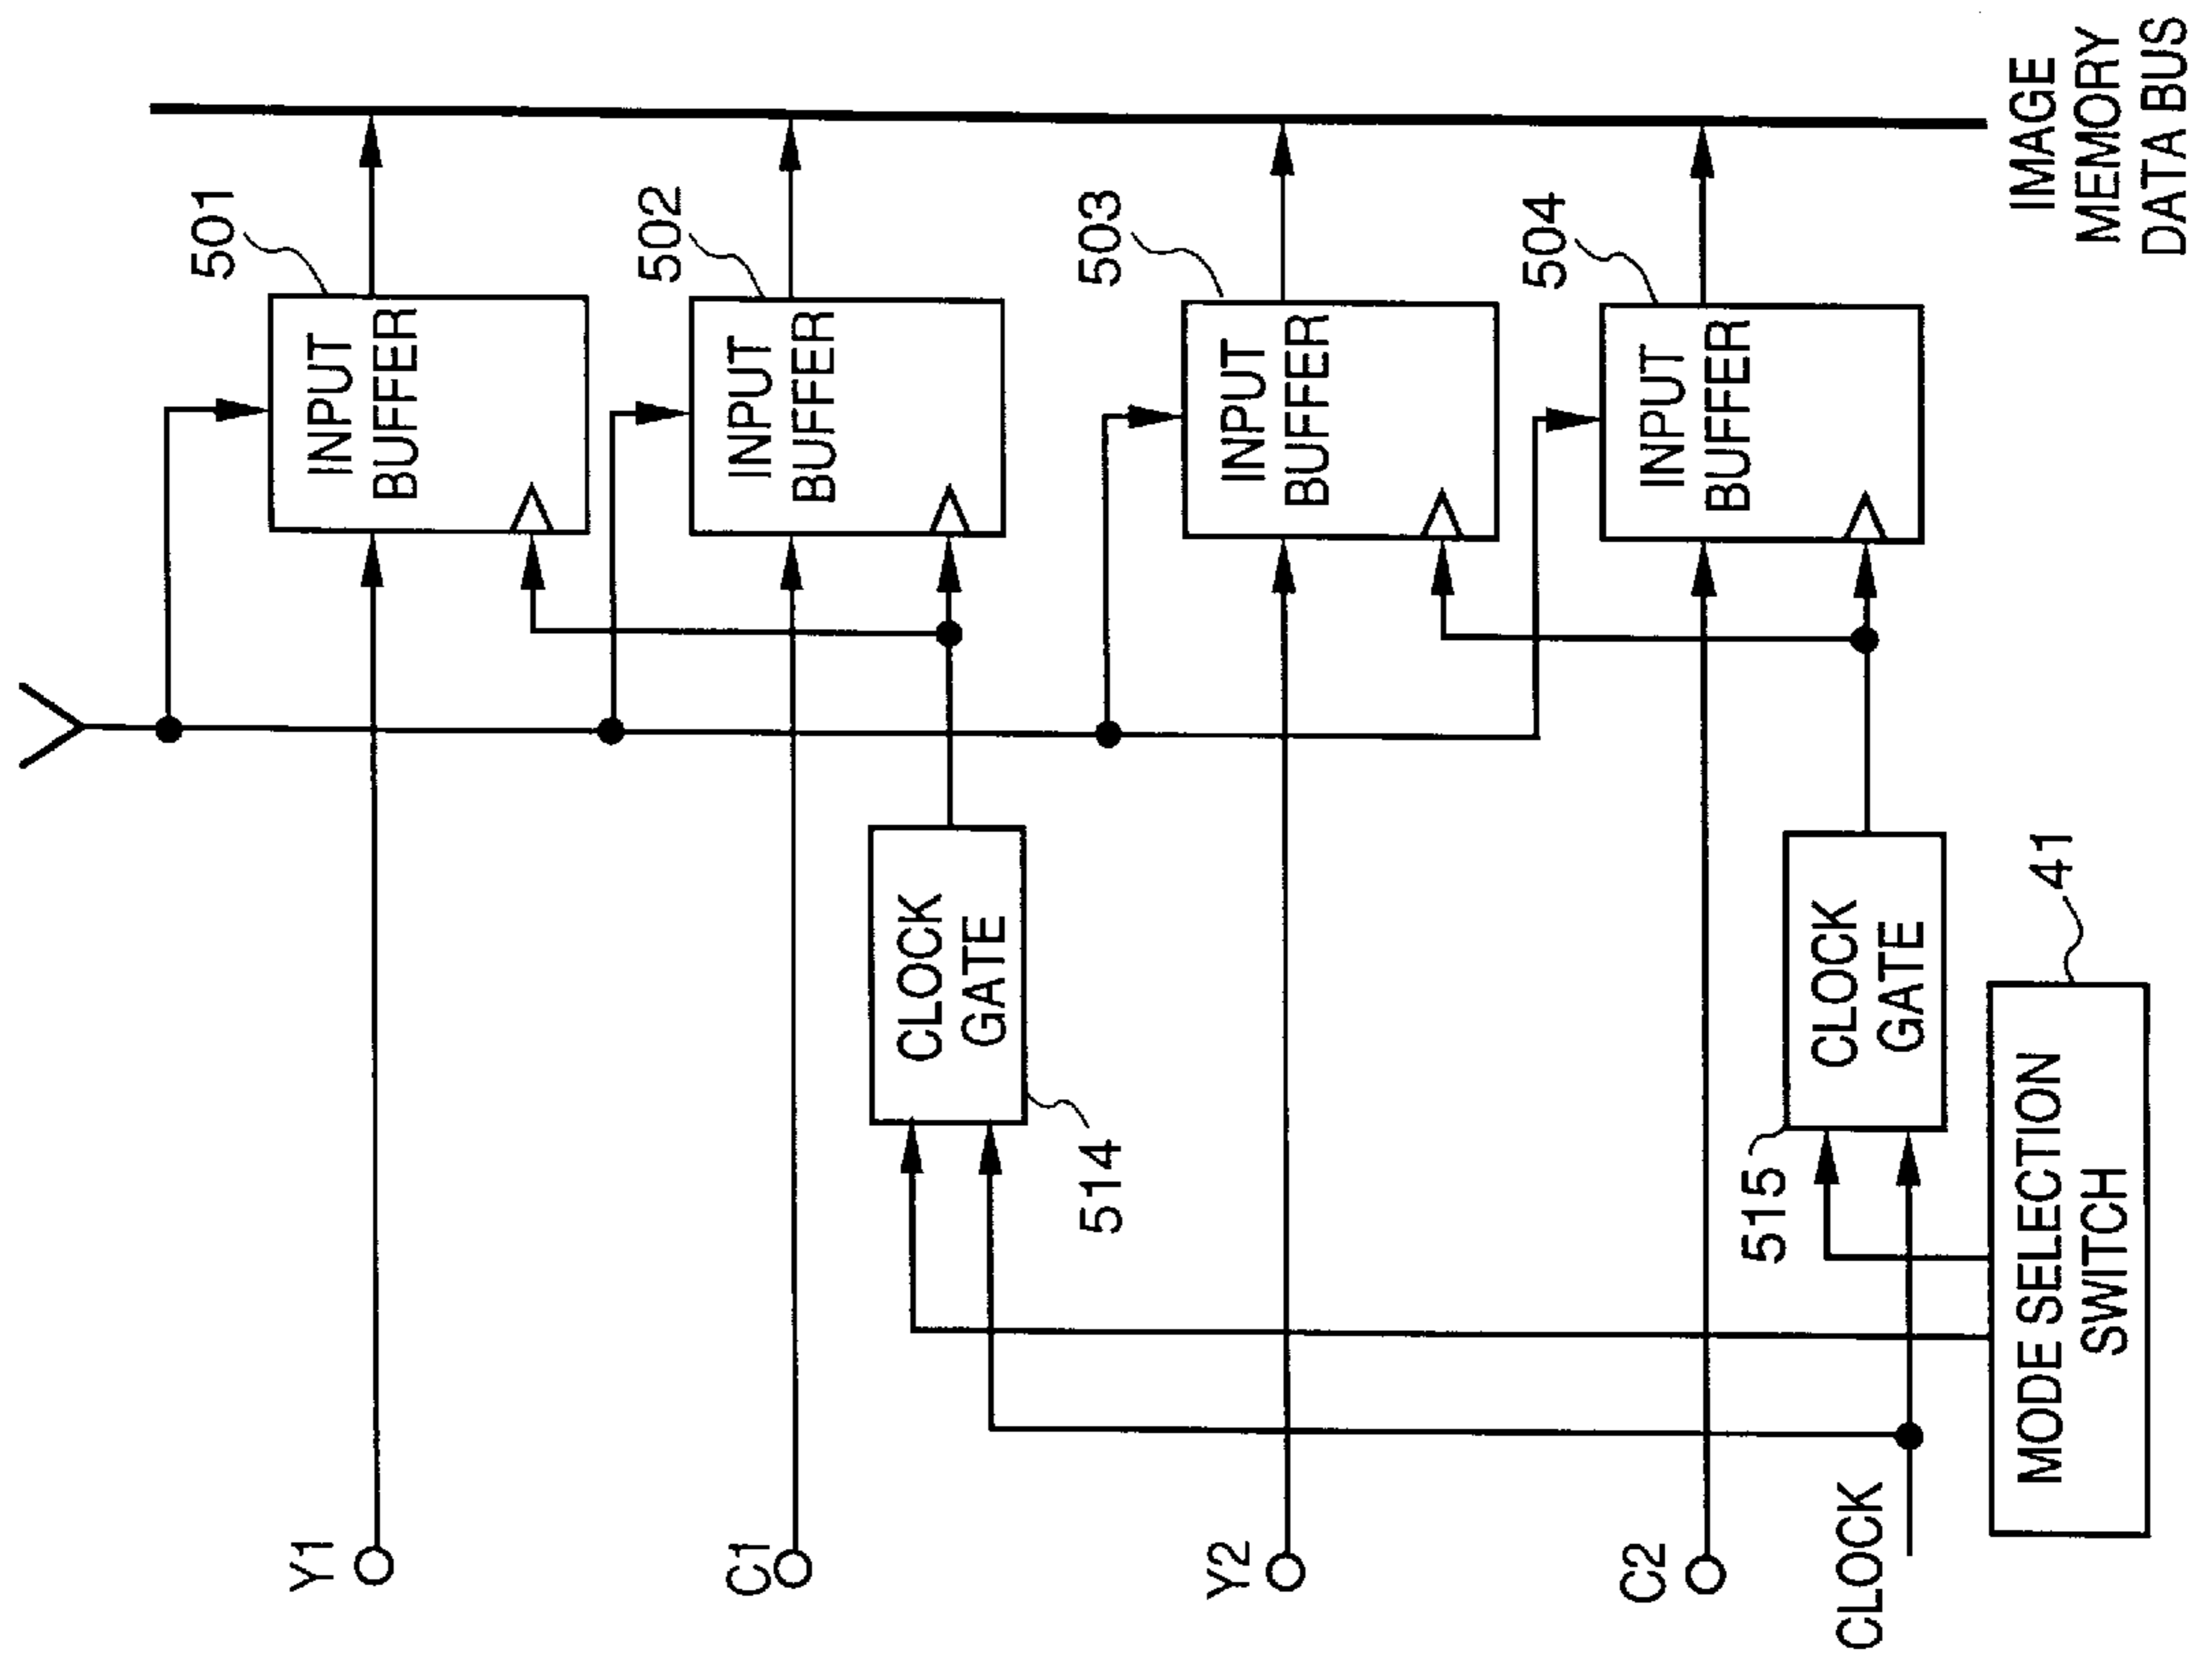 Y1
C1
Y2
C2
CLOCK
MODE SELECTION
SWITCH
41
CLOCK
GATE
514
CLOCK
GATE
515
INPUT
BUFFER
501
INPUT
BUFFER
502
INPUT
BUFFER
503
INPUT
BUFFER
504
IMAGE
MEMORY
DATA BUS